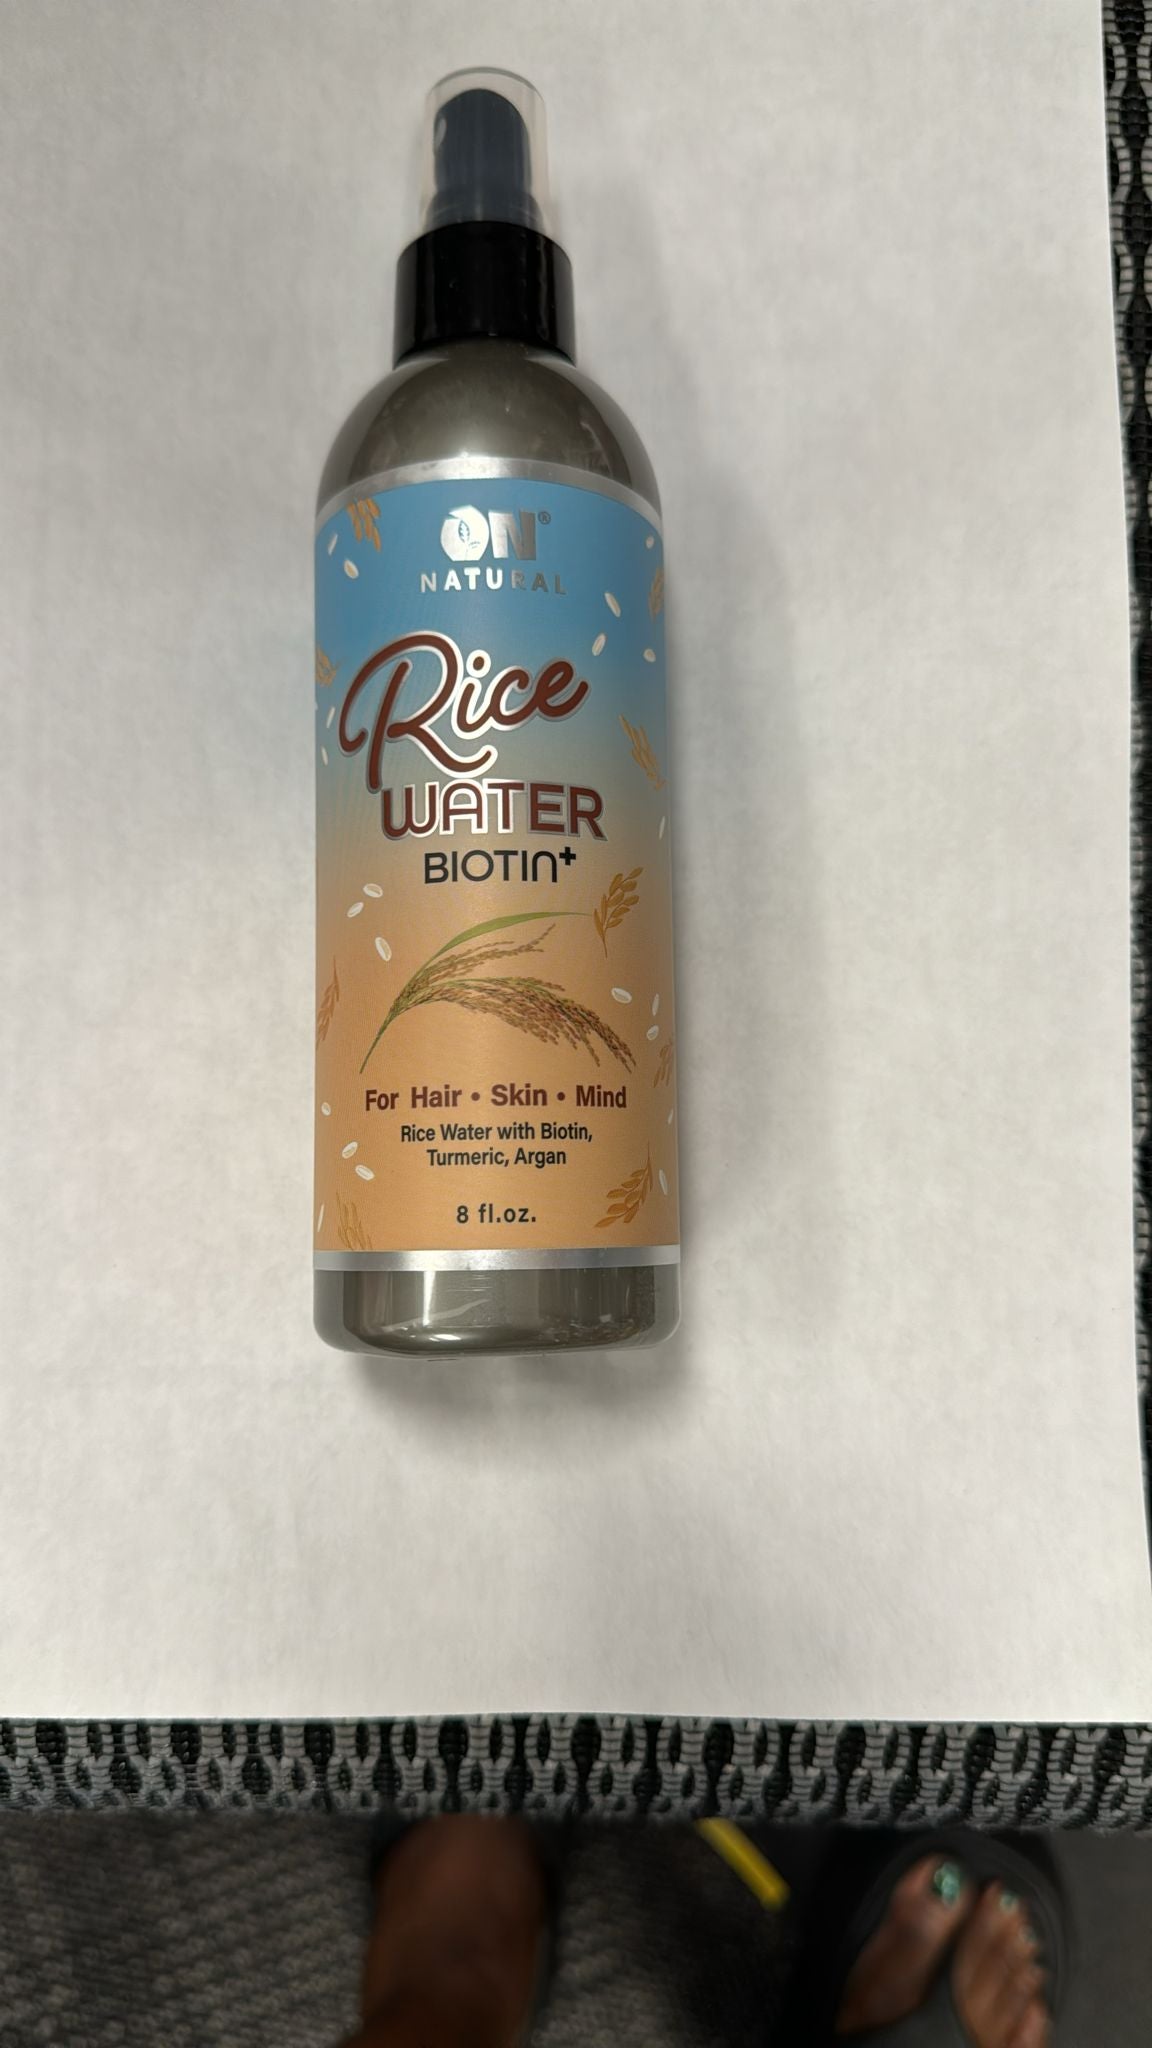 ON®
NATURAL
Rice
WATER
BIOTIN+
For Hair • Skin • Mind
Rice Water with Biotin,
Turmeric, Argan
8 fl.oz.